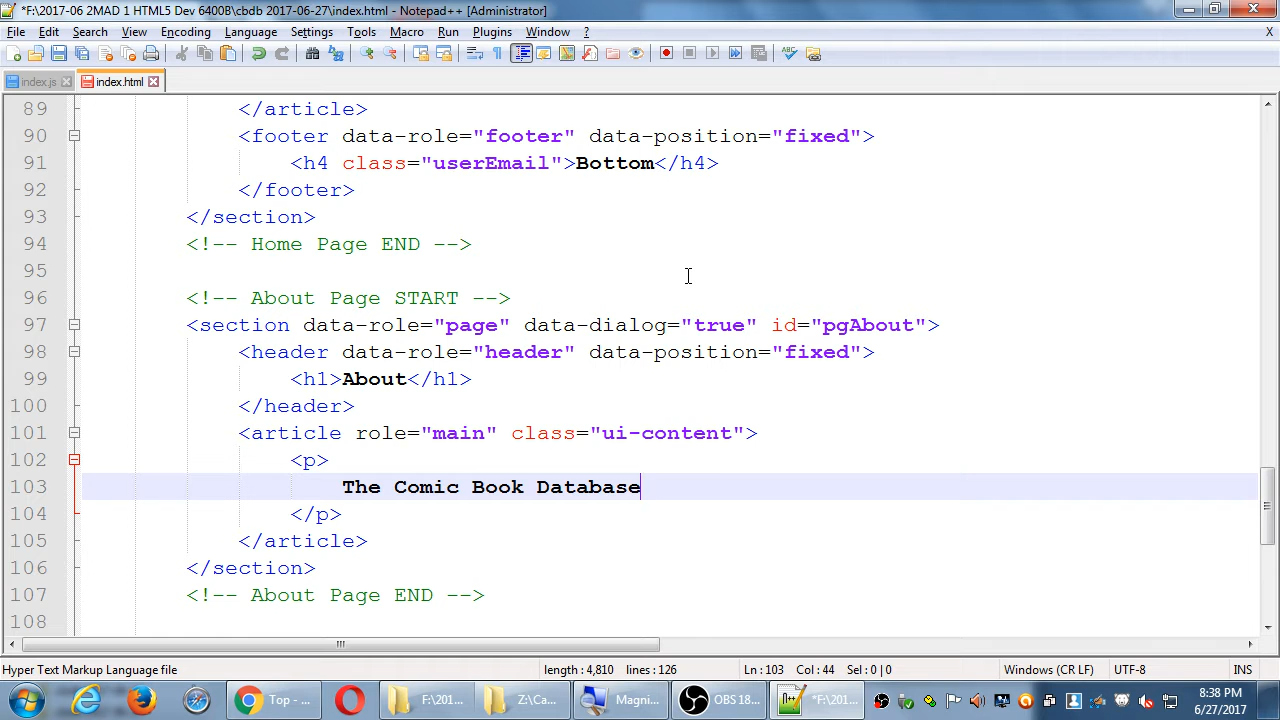 *F:\2017-06 2MAD 1 HTML5 Dev 6400B\cbdb 2017-06-27\index.html - Notepad++ [Administrator]
File Edit Search View Encoding Language Settings Tools Macro Run Plugins Window ? X
index.js index.html
89 </article>
90 <footer data-role="footer" data-position="fixed">
91 <h4 class="userEmail">Bottom</h4>
92 </footer>
93 </section>
94 <!-- Home Page END -->
95
96 <!-- About Page START -->
97 <section data-role="page" data-dialog="true" id="pgAbout">
98 <header data-role="header" data-position="fixed">
99 <h1>About</h1>
100 </header>
101 <article role="main" class="ui-content">
102 <p>
103 The Comic Book Database
104 </p>
105 </article>
106 </section>
107 <!-- About Page END -->
108
Hyper Text Markup Language file length : 4,810 lines : 126 Ln : 103 Col : 44 Sel : 0 | 0 Windows (CR LF) UTF-8 INS
Top - ... F:\201... Z:\Ca... Magni... OBS 18... *F:\201... 8:38 PM
6/27/2017